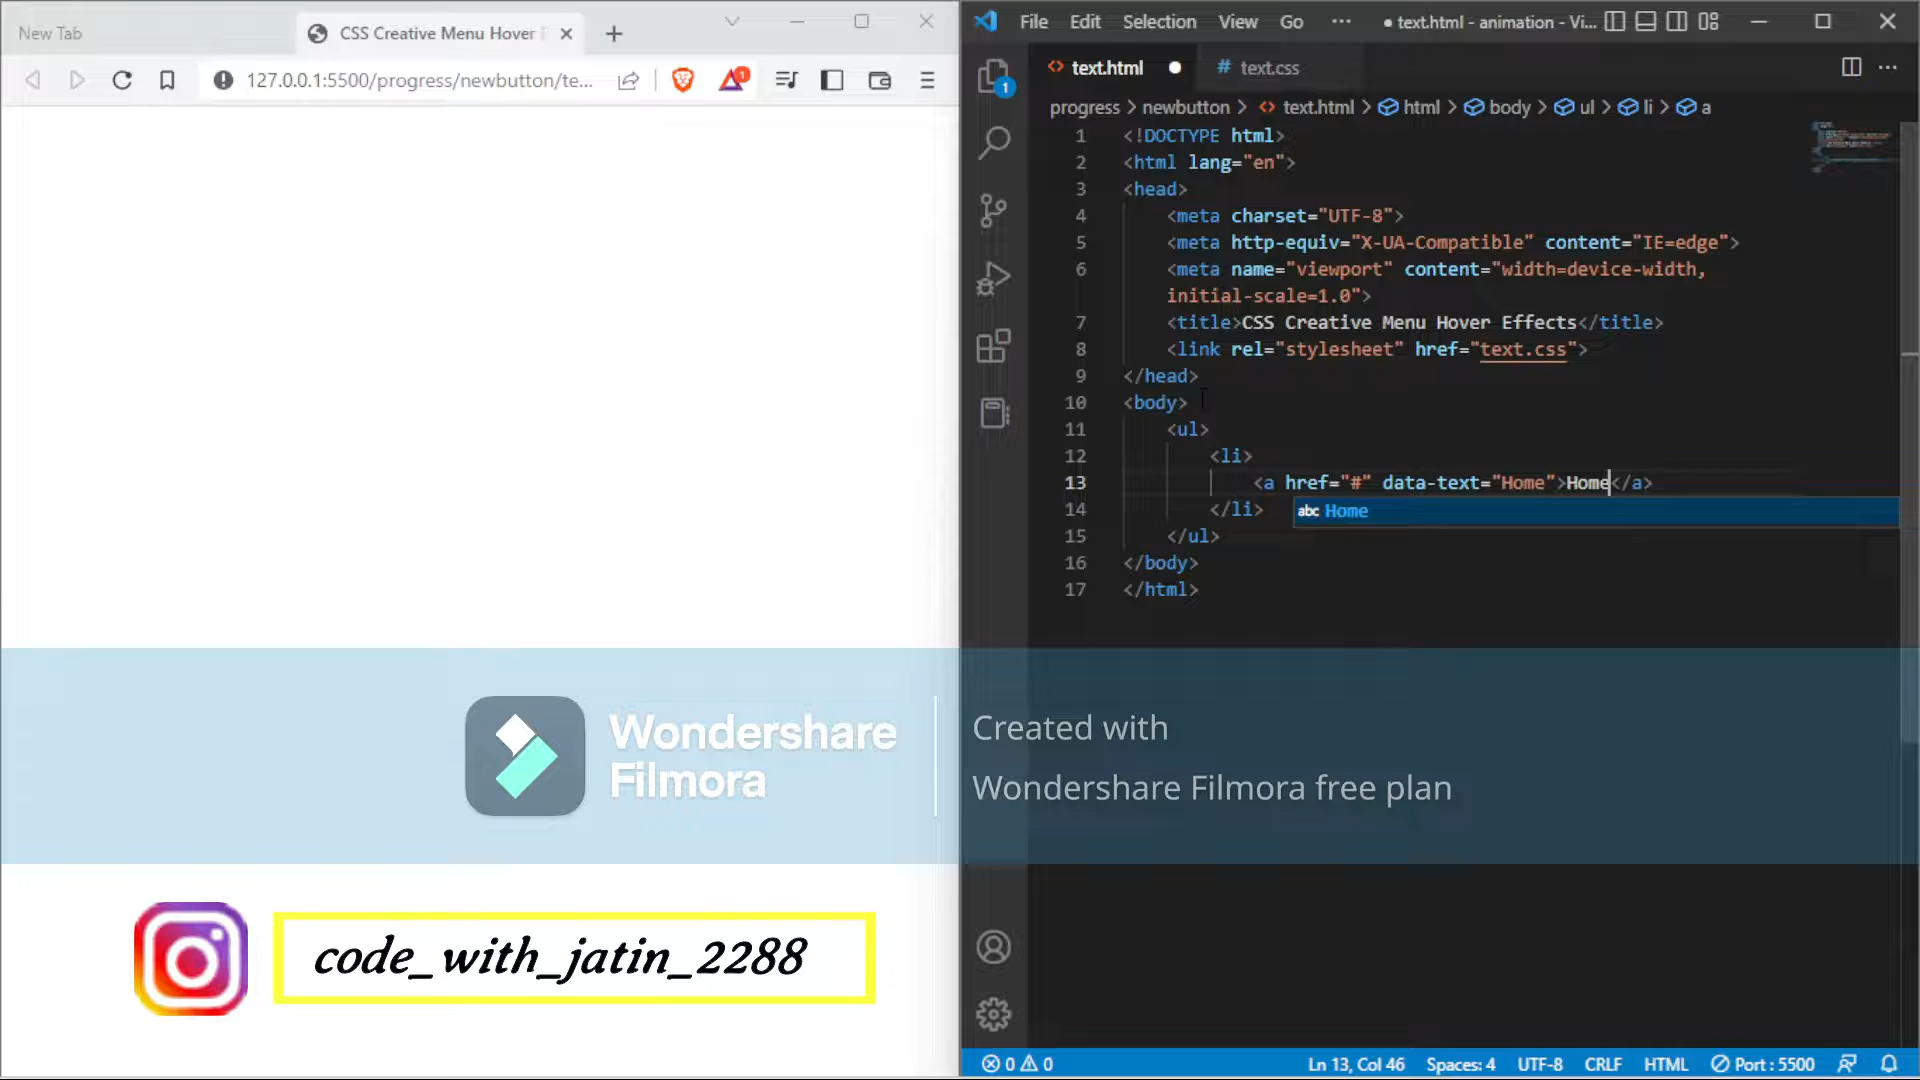 New Tab
CSS Creative Menu Hover
127.0.0.1:5500/progress/newbutton/te...
1
File Edit Selection View Go ...
● text.html - animation - Vi...
1
<> text.html ●
# text.css
progress > newbutton > <> text.html > html > body > ul > li > a
1 <!DOCTYPE html>
2 <html lang="en">
3 <head>
4 <meta charset="UTF-8">
5 <meta http-equiv="X-UA-Compatible" content="IE=edge">
6 <meta name="viewport" content="width=device-width,
initial-scale=1.0">
7 <title>CSS Creative Menu Hover Effects</title>
8 <link rel="stylesheet" href="text.css">
9 </head>
10 <body>
11 <ul>
12 <li>
13 <a href="#" data-text="Home">Home</a>
14 </li>
abc Home
15 </ul>
16 </body>
17 </html>
Wondershare
Filmora
Created with
Wondershare Filmora free plan
code_with_jatin_2288
0 0
Ln 13, Col 46 Spaces: 4 UTF-8 CRLF HTML Port : 5500